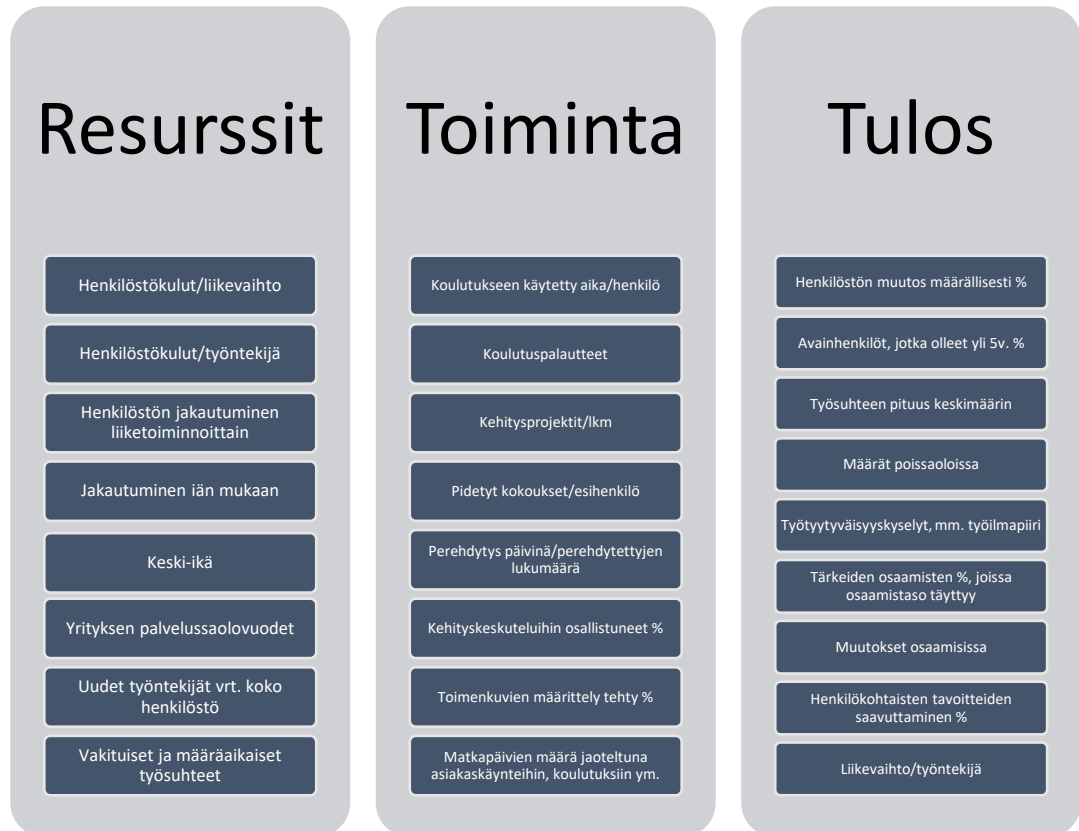 Resurssit
Henkilöstökulut/liikevaihto
Henkilöstökulut/työntekijä
Henkilöstön jakautuminen
liiketoiminnoittain
Jakautuminen iän mukaan
Keski-ikä
Yrityksen palvelussaolovuodet
Uudet työntekijät vrt. koko
henkilöstö
Vakituiset ja määräaikaiset
työsuhteet
Toiminta
Koulutukseen käytetty aika/henkilö
Koulutuspalautteet
Kehitysprojektit/lkm
Pidetyt kokoukset/esihenkilö
Perehdytys päivinä/perehdytettyjen
lukumäärä
Kehityskeskuteluihin osallistuneet %
Toimenkuvien määrittely tehty %
Matkapäivien määrä jaoteltuna
asiakaskäynteihin, koulutuksiin ym.
Tulos
Henkilöstön muutos määrällisesti %
Avainhenkilöt, jotka olleet yli 5v. %
Työsuhteen pituus keskimäärin
Määrät poissaoloissa
Työtyytyväisyyskyselyt, mm. työilmapiiri
Tärkeiden osaamisten %, joissa
osaamistaso täyttyy
Muutokset osaamisissa
Henkilökohtaisten tavoitteiden
saavuttaminen %
Liikevaihto/työntekijä